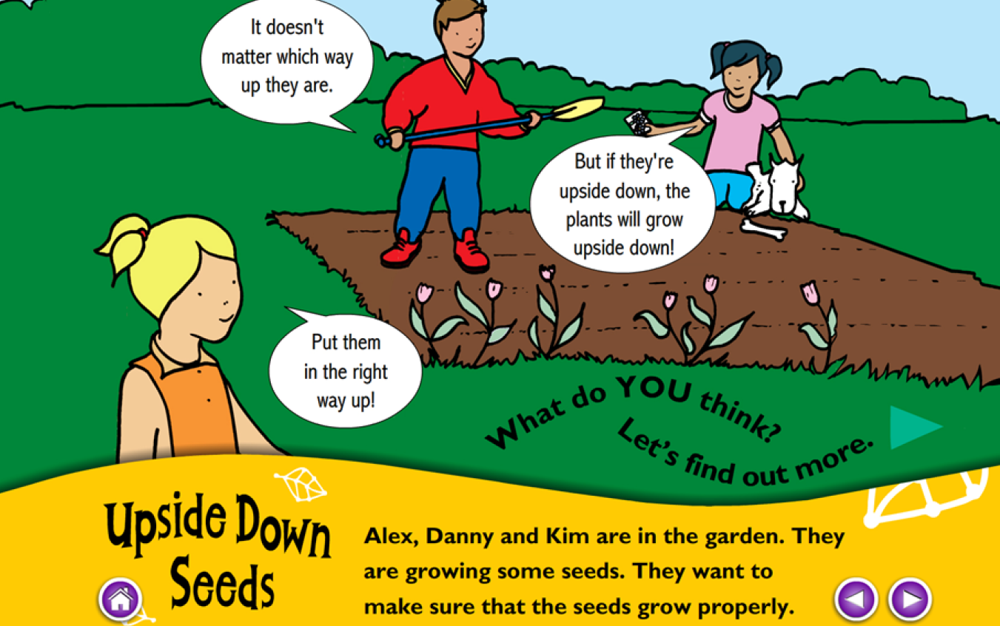 It doesn't
matter which way
up they are.
But if they're
upside down, the
plants will grow
upside down!
Put them
in the right
way up!
What do YOU think?
Let's find out more.
Upside Down
Seeds
Alex, Danny and Kim are in the garden. They
are growing some seeds. They want to
make sure that the seeds grow properly.